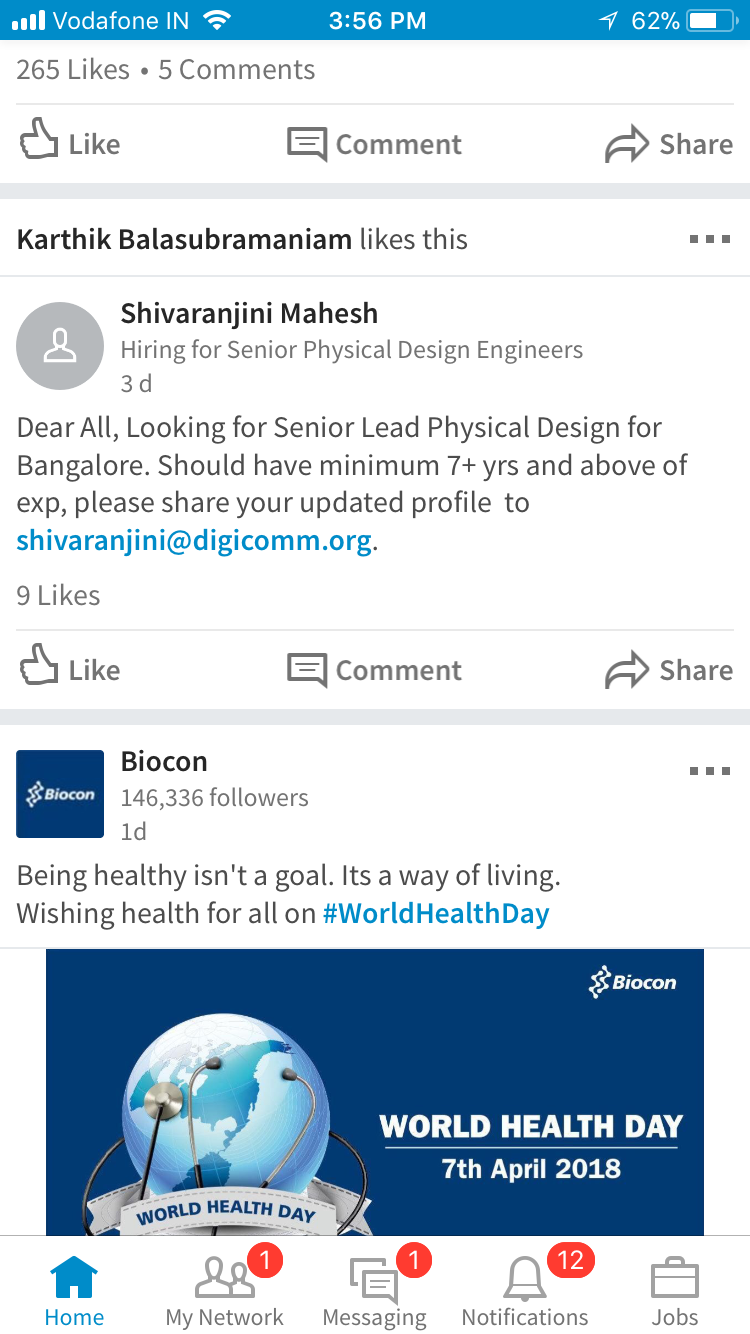 Vodafone IN 3:56 PM 62%
265 Likes • 5 Comments
Like Comment Share
Karthik Balasubramaniam likes this
Shivaranjini Mahesh
Hiring for Senior Physical Design Engineers
3 d
Dear All, Looking for Senior Lead Physical Design for
Bangalore. Should have minimum 7+ yrs and above of
exp, please share your updated profile to
shivaranjini@digicomm.org.
9 Likes
Like Comment Share
Biocon
Biocon
146,336 followers
1d
Being healthy isn't a goal. Its a way of living.
Wishing health for all on #WorldHealthDay
Biocon
WORLD HEALTH DAY
7th April 2018
WORLD HEALTH DAY
1 1 12
Home My Network Messaging Notifications Jobs